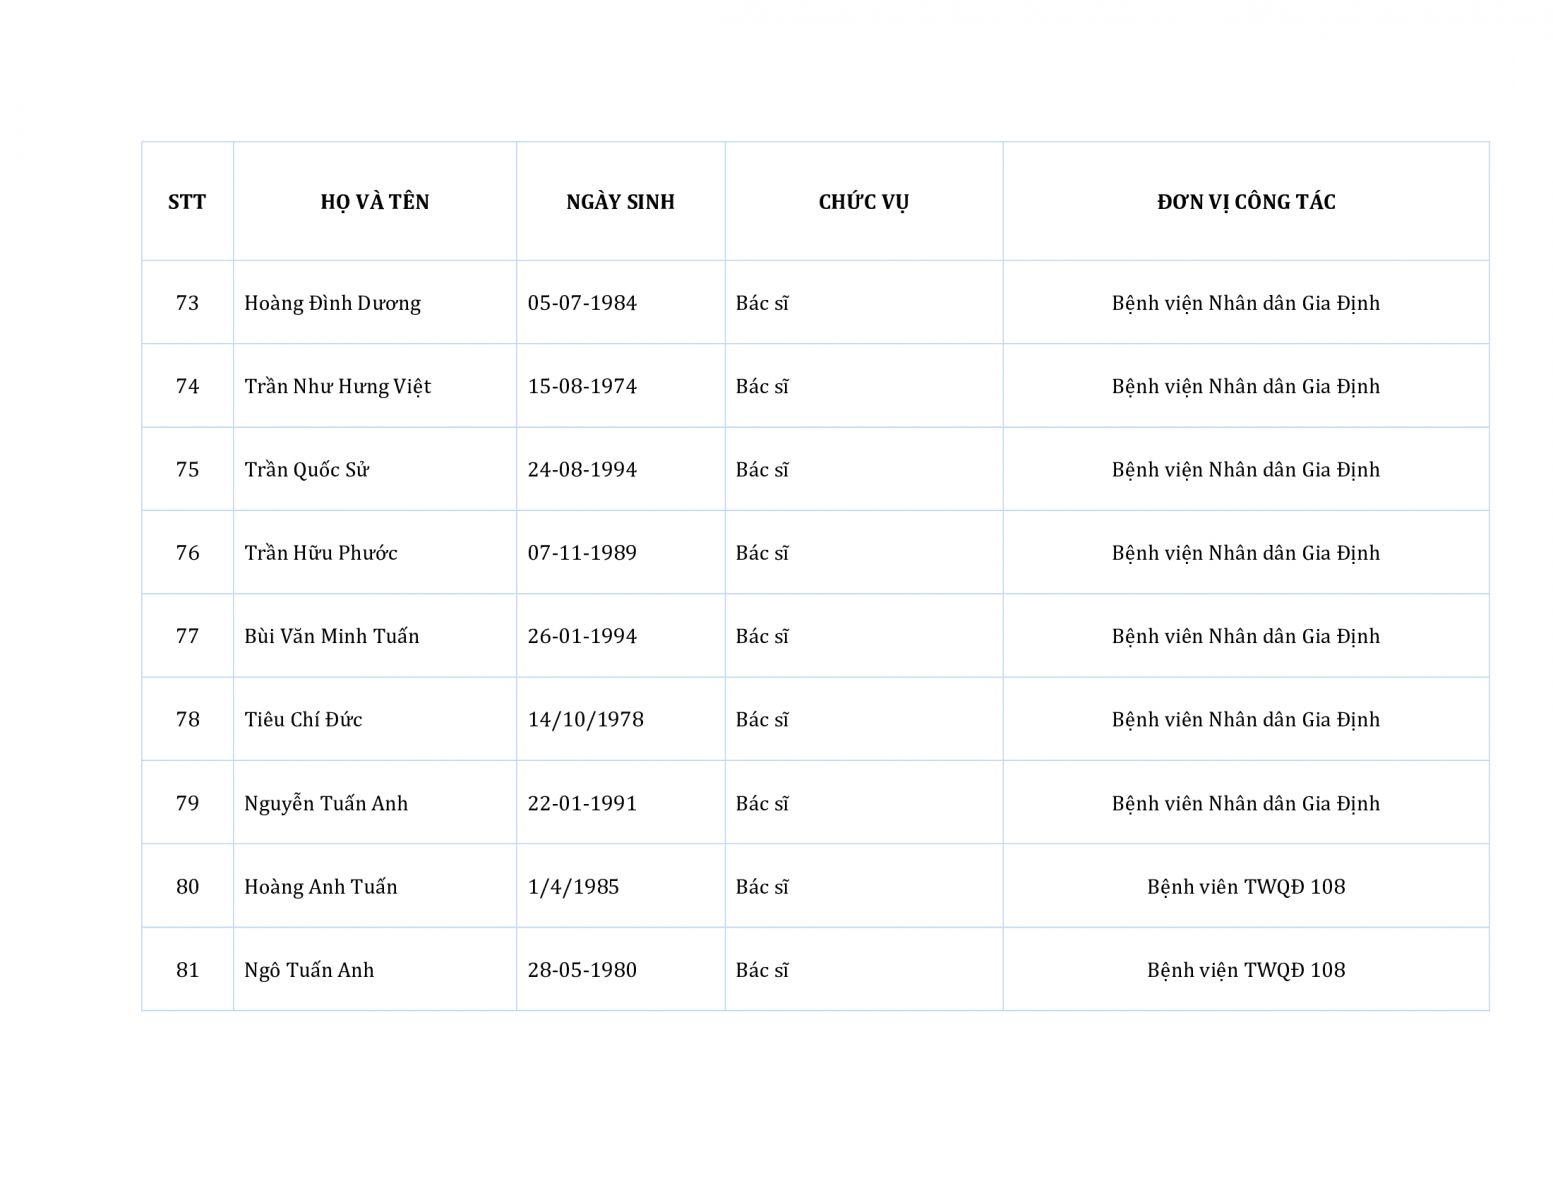 STT HỌ VÀ TÊN NGÀY SINH CHỨC VỤ ĐƠN VỊ CÔNG TÁC
73 Hoàng Đình Dương 05-07-1984 Bác sĩ Bệnh viện Nhân dân Gia Định
74 Trần Như Hưng Việt 15-08-1974 Bác sĩ Bệnh viện Nhân dân Gia Định
75 Trần Quốc Sử 24-08-1994 Bác sĩ Bệnh viện Nhân dân Gia Định
76 Trần Hữu Phước 07-11-1989 Bác sĩ Bệnh viện Nhân dân Gia Định
77 Bùi Văn Minh Tuấn 26-01-1994 Bác sĩ Bệnh viên Nhân dân Gia Định
78 Tiêu Chí Đức 14/10/1978 Bác sĩ Bệnh viên Nhân dân Gia Định
79 Nguyễn Tuấn Anh 22-01-1991 Bác sĩ Bệnh viên Nhân dân Gia Định
80 Hoàng Anh Tuấn 1/4/1985 Bác sĩ Bệnh viên TWQĐ 108
81 Ngô Tuấn Anh 28-05-1980 Bác sĩ Bệnh viện TWQĐ 108